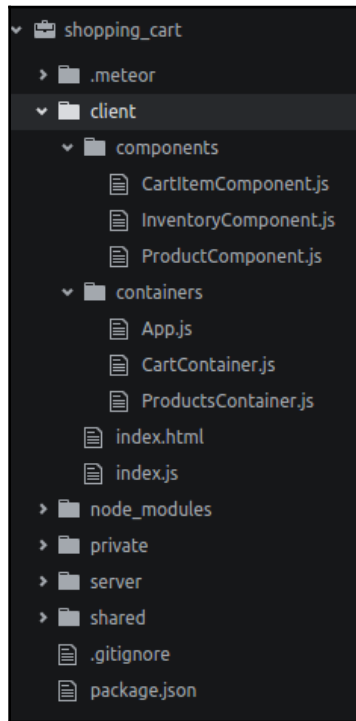 shopping_cart
.meteor
client
components
CartItemComponent.js
InventoryComponent.js
ProductComponent.js
containers
App.js
CartContainer.js
ProductsContainer.js
index.html
index.js
node_modules
private
server
shared
.gitignore
package.json